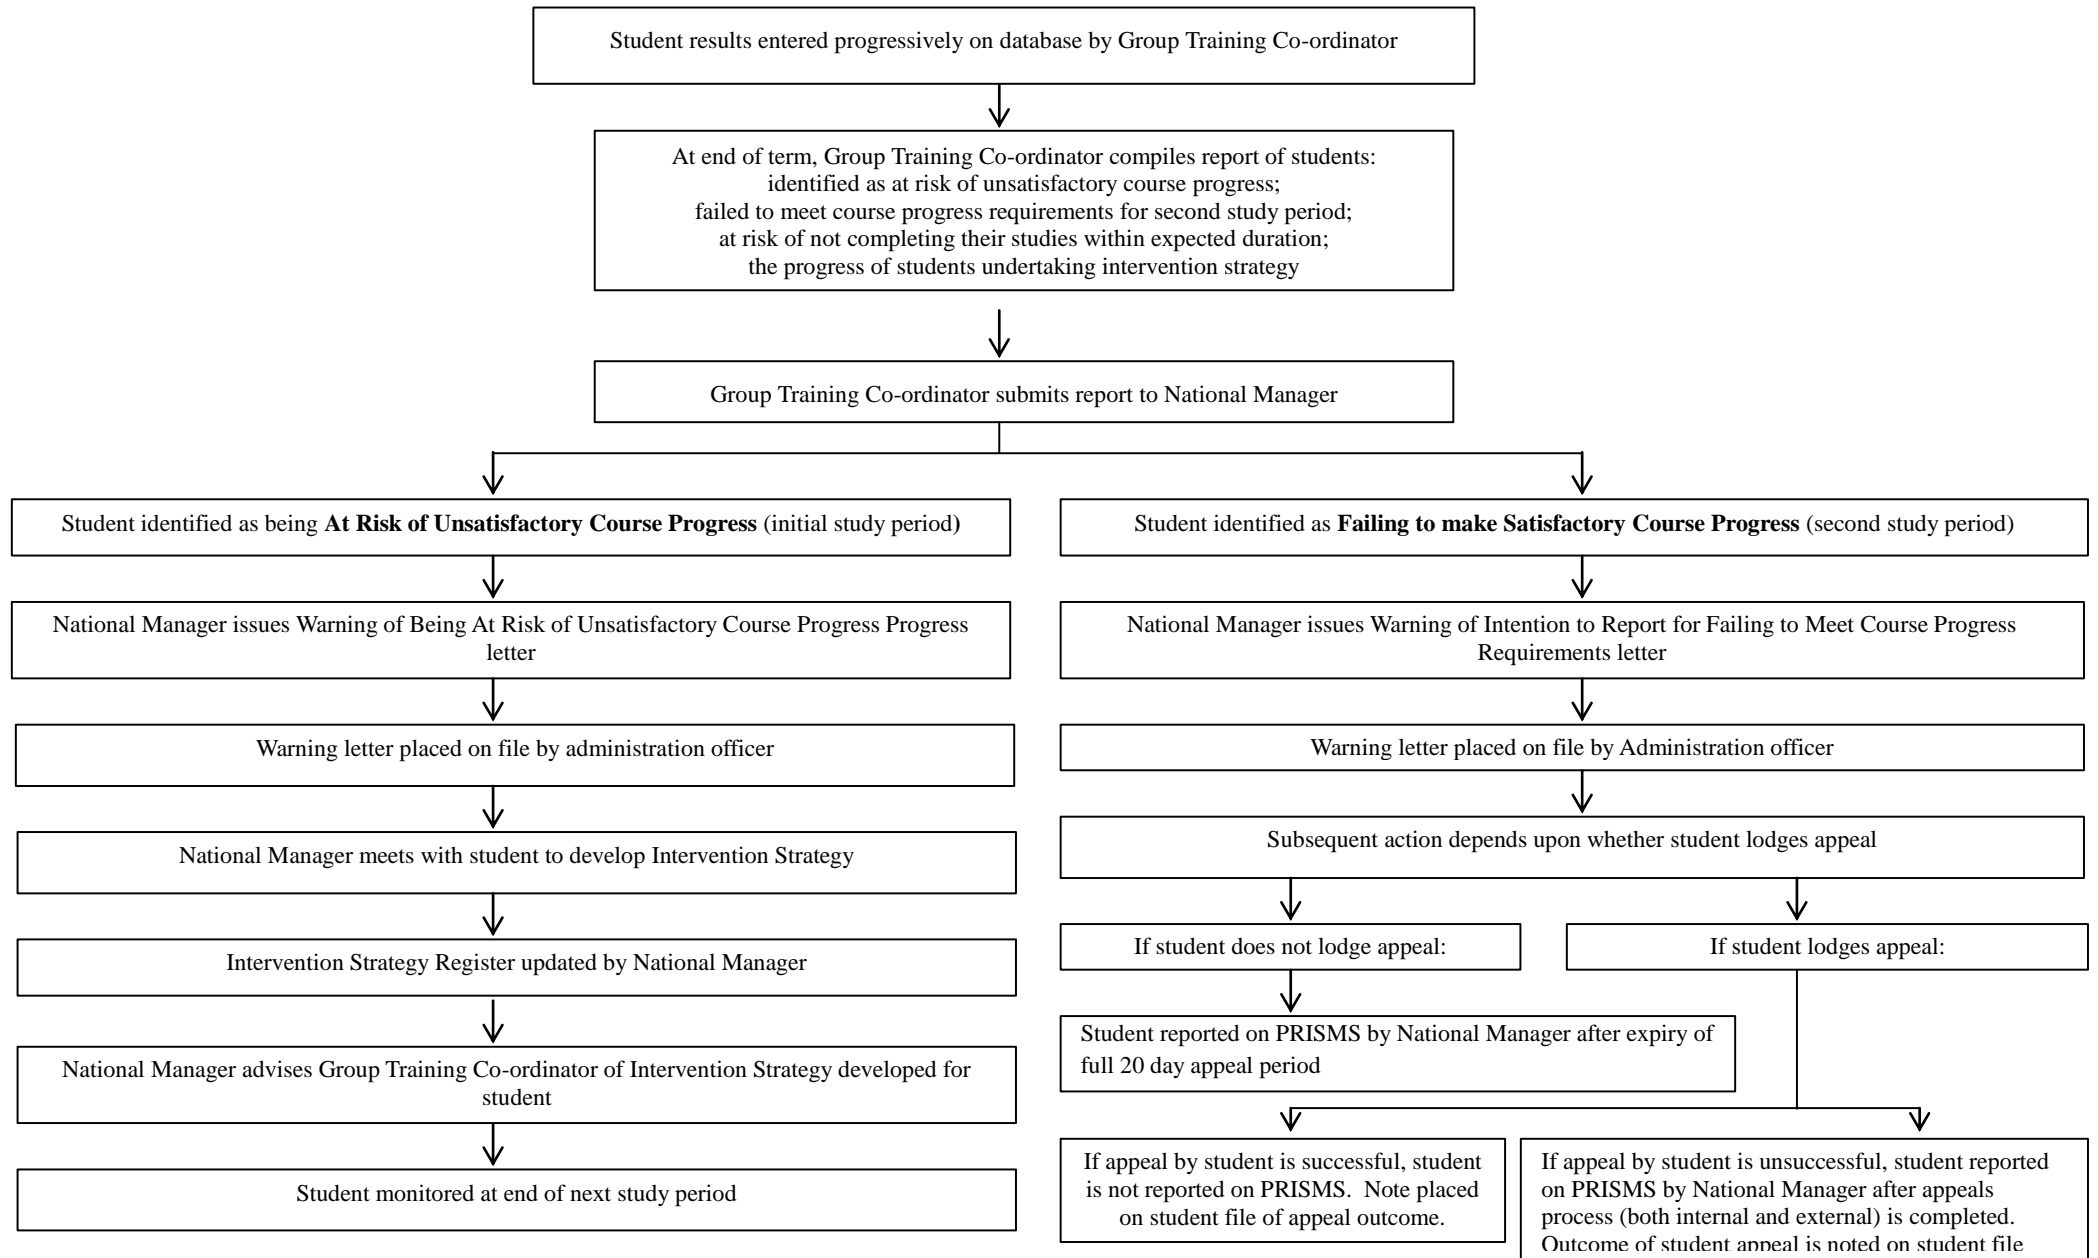 Student results entered progressively on database by Group Training Co-ordinator
At end of term, Group Training Co-ordinator compiles report of students:
identified as at risk of unsatisfactory course progress;
failed to meet course progress requirements for second study period;
at risk of not completing their studies within expected duration;
the progress of students undertaking intervention strategy
Group Training Co-ordinator submits report to National Manager
Student identified as being At Risk of Unsatisfactory Course Progress (initial study period)
National Manager issues Warning of Being At Risk of Unsatisfactory Course Progress Progress
letter
Warning letter placed on file by administration officer
National Manager meets with student to develop Intervention Strategy
Intervention Strategy Register updated by National Manager
National Manager advises Group Training Co-ordinator of Intervention Strategy developed for
student
Student monitored at end of next study period
Student identified as Failing to make Satisfactory Course Progress (second study period)
National Manager issues Warning of Intention to Report for Failing to Meet Course Progress
Requirements letter
Warning letter placed on file by Administration officer
Subsequent action depends upon whether student lodges appeal
If student does not lodge appeal:
Student reported on PRISMS by National Manager after expiry of
full 20 day appeal period
If student lodges appeal:
If appeal by student is successful, student
is not reported on PRISMS.  Note placed
on student file of appeal outcome.
If appeal by student is unsuccessful, student reported
on PRISMS by National Manager after appeals
process (both internal and external) is completed.
Outcome of student appeal is noted on student file